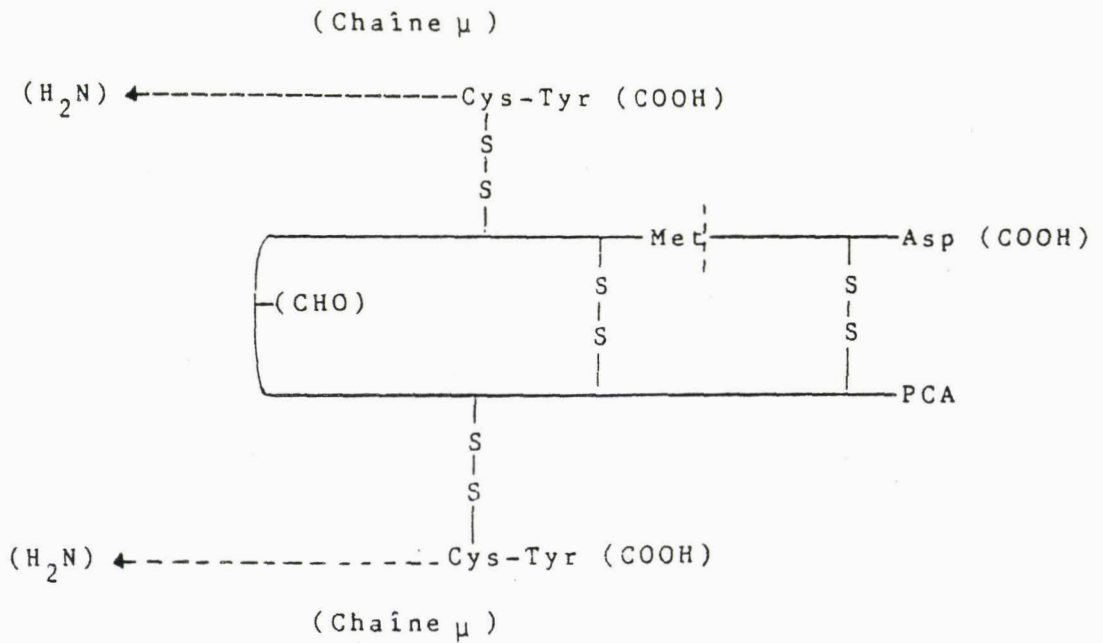 (Chaîne µ)
(H₂N) Cys-Tyr (COOH)
S
S
Met Asp (COOH)
S
S
S
S
(CHO)
PCA
S
S
(H₂N) Cys-Tyr (COOH)
(Chaîne µ)